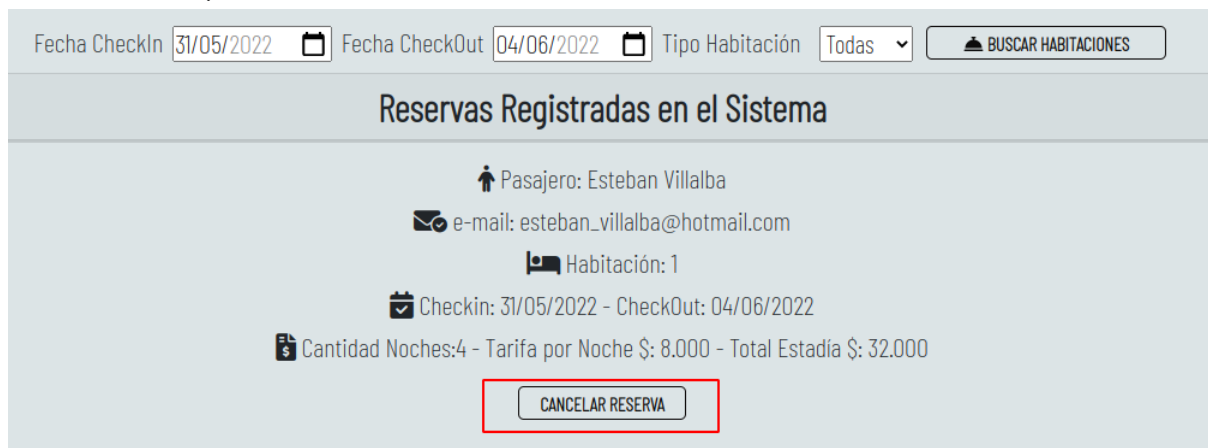 Fecha CheckIn 31/05/2022 Fecha CheckOut 04/06/2022 Tipo Habitación Todas BUSCAR HABITACIONES
Reservas Registradas en el Sistema
Pasajero: Esteban Villalba
e-mail: esteban_villalba@hotmail.com
Habitación: 1
Checkin: 31/05/2022 - CheckOut: 04/06/2022
Cantidad Noches:4 - Tarifa por Noche $: 8.000 - Total Estadía $: 32.000
CANCELAR RESERVA